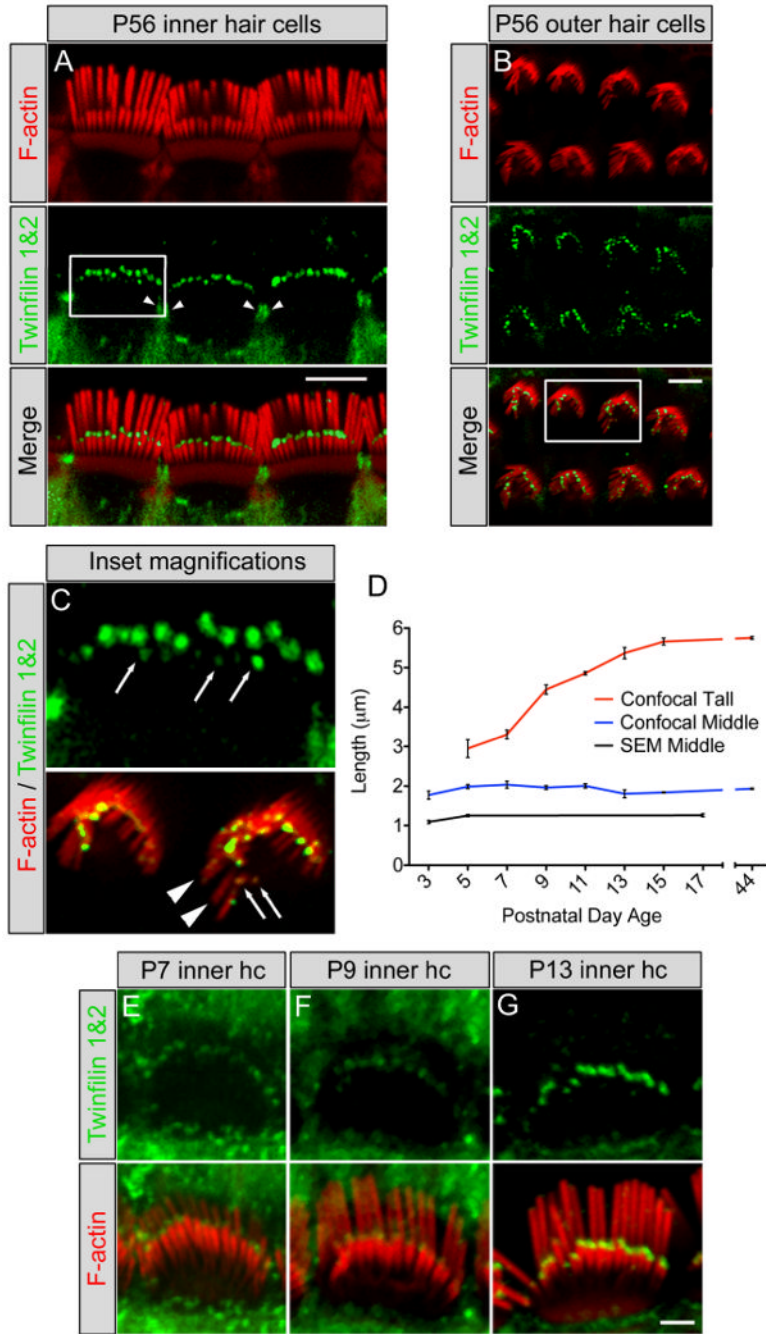 P56 inner hair cells
P56 outer hair cells
A
B
F-actin
F-actin
Twinfilin 1&2
Twinfilin 1&2
Merge
Merge
Inset magnifications
C
F-actin / Twinfilin 1&2
D
Length (μm)
6
5
4
3
2
1
0
Confocal Tall
Confocal Middle
SEM Middle
3 5 7 9 11 13 15 17 44
Postnatal Day Age
P7 inner hc
P9 inner hc
P13 inner hc
E
F
G
Twinfilin 1&2
F-actin